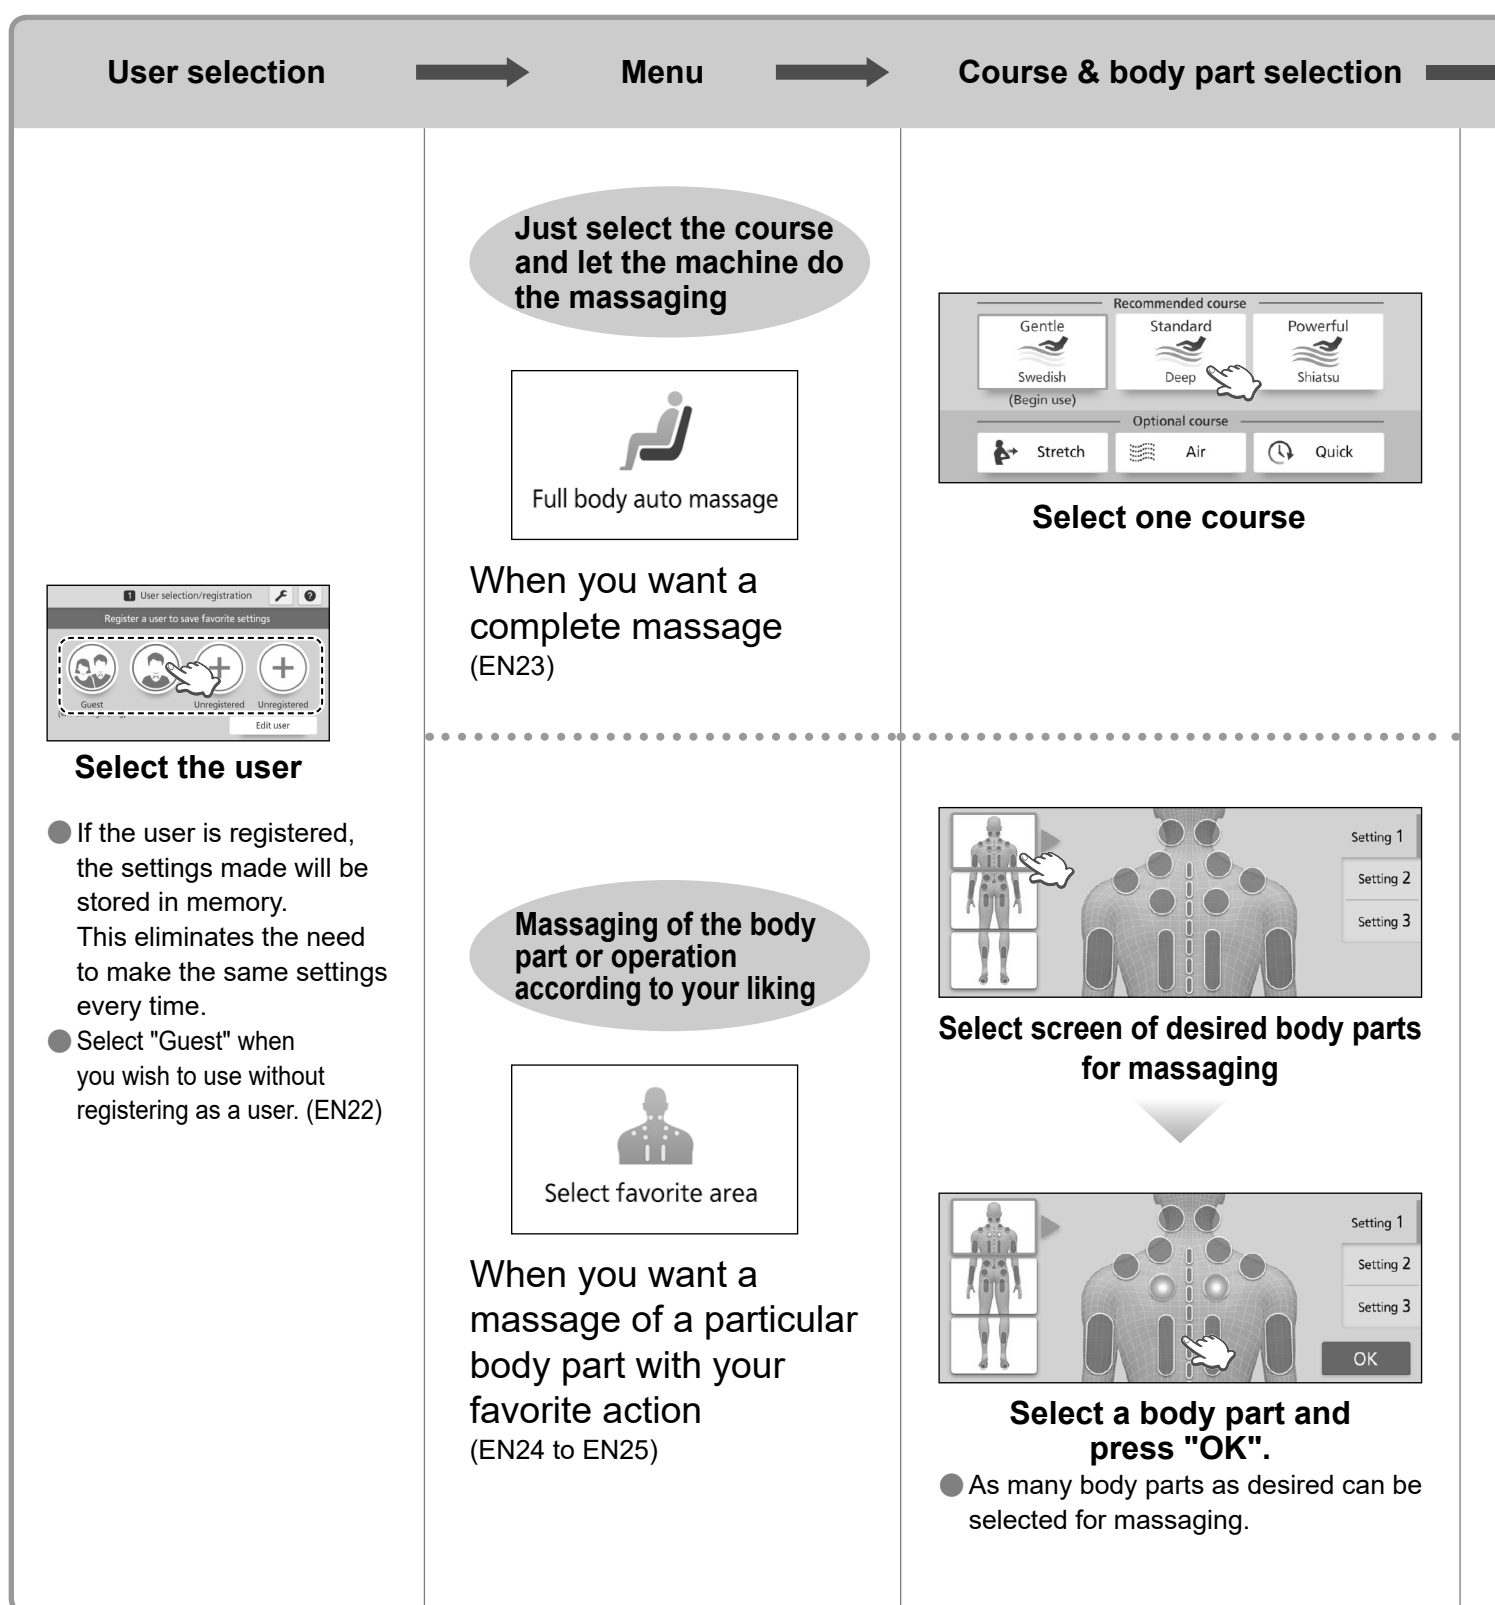 User selection
Menu
Course & body part selection
1 User selection/registration
Register a user to save favorite settings
Guest
Unregistered
Unregistered
Edit user
Select the user
If the user is registered,
the settings made will be
stored in memory.
This eliminates the need
to make the same settings
every time.
Select "Guest" when
you wish to use without
registering as a user. (EN22)
Just select the course
and let the machine do
the massaging
Full body auto massage
When you want a
complete massage
(EN23)
Recommended course
Gentle
Swedish
(Begin use)
Standard
Deep
Powerful
Shiatsu
Optional course
Stretch
Air
Quick
Select one course
Massaging of the body
part or operation
according to your liking
Select favorite area
When you want a
massage of a particular
body part with your
favorite action
(EN24 to EN25)
Setting 1
Setting 2
Setting 3
Select screen of desired body parts
for massaging
Setting 1
Setting 2
Setting 3
OK
Select a body part and
press "OK".
As many body parts as desired can be
selected for massaging.